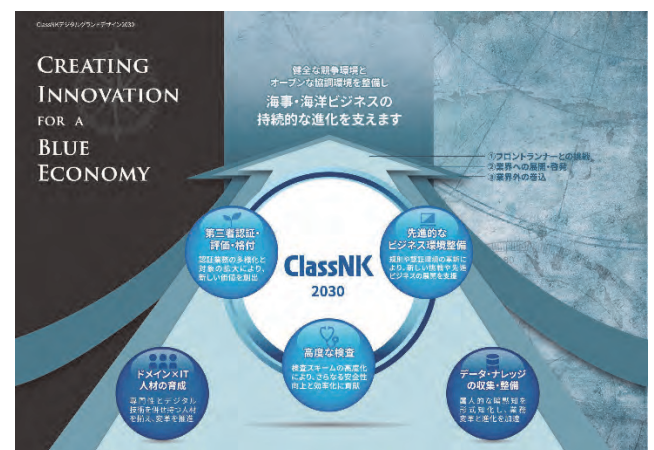 ClassNKデジタルグランドデザイン2030
CREATING
INNOVATION
FOR A
BLUE
ECONOMY
健全な競争環境と
オープンな協調環境を整備し
海事・海洋ビジネスの
持続的な進化を支えます
①フロントランナーとの挑戦
②業界への展開・啓発
③業界外の巻込
第三者認証・
評価・格付
認証業務の多様化と
対象の拡大により、
新しい価値を創出
先進的な
ビジネス環境整備
規則や認証環境の革新に
より、新しい挑戦や先進
ビジネスの展開を支援
ClassNK
2030
高度な検査
検査スキームの高度化
により、さらなる安全性
向上と効率化に貢献
ドメイン×IT
人材の育成
専門性とデジタル
技術を併せ持つ人材
を揃え、変革を推進
データ・ナレッジ
の収集・整備
属人的な暗黙知を
形式知化し、業務
変革と進化を加速